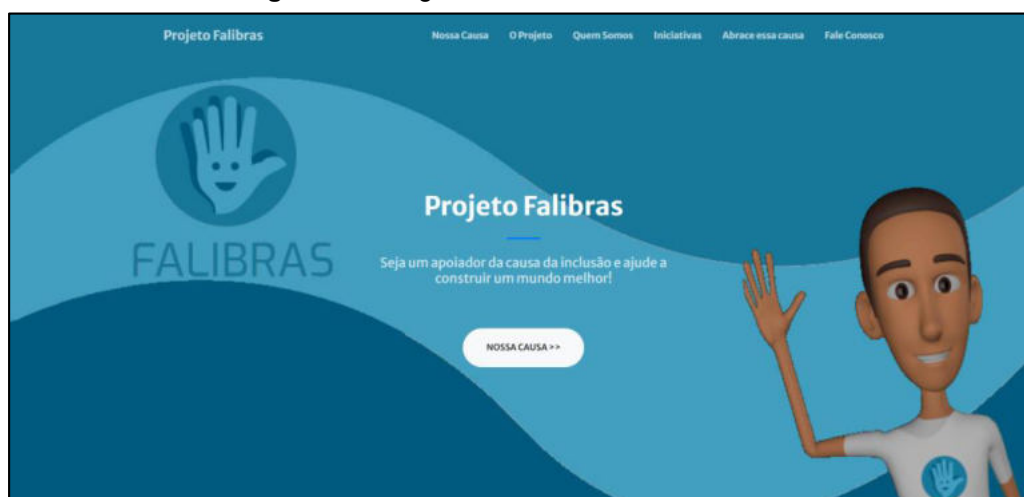 Projeto Falibras
Nossa Causa O Projeto Quem Somos Iniciativas Abrace essa causa Fale Conosco
FALIBRAS
Projeto Falibras
Seja um apoiador da causa da inclusão e ajude a
construir um mundo melhor!
NOSSA CAUSA >>